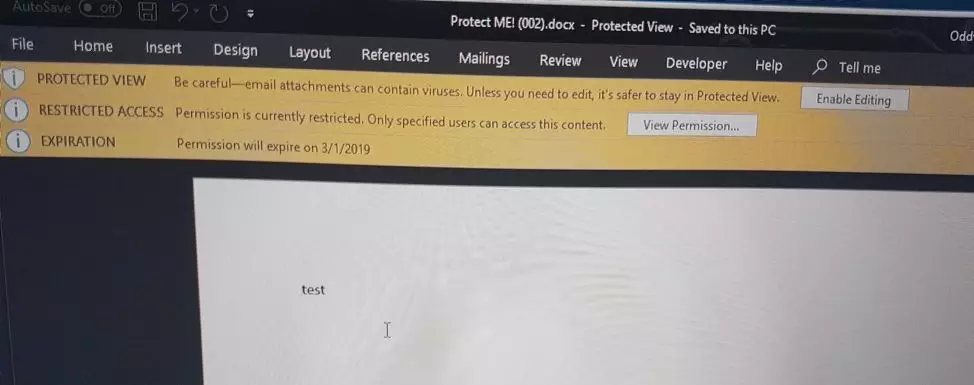 AutoSave Off
Protect ME! (002).docx - Protected View - Saved to this PC
File Home Insert Design Layout References Mailings Review View Developer Help Tell me
PROTECTED VIEW Be careful—email attachments can contain viruses. Unless you need to edit, it's safer to stay in Protected View. Enable Editing
RESTRICTED ACCESS Permission is currently restricted. Only specified users can access this content. View Permission...
EXPIRATION Permission will expire on 3/1/2019
test